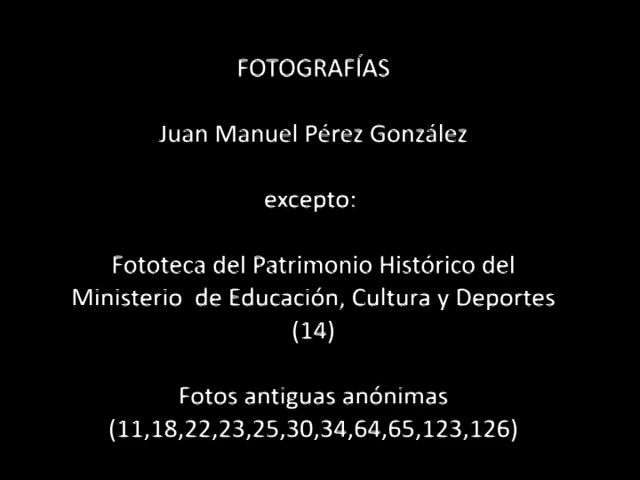 FOTOGRAFÍAS
Juan Manuel Pérez González
excepto:
Fototeca del Patrimonio Histórico del
Ministerio de Educación, Cultura y Deportes
(14)
Fotos antiguas anónimas
(11,18,22,23,25,30,34,64,65,123,126)